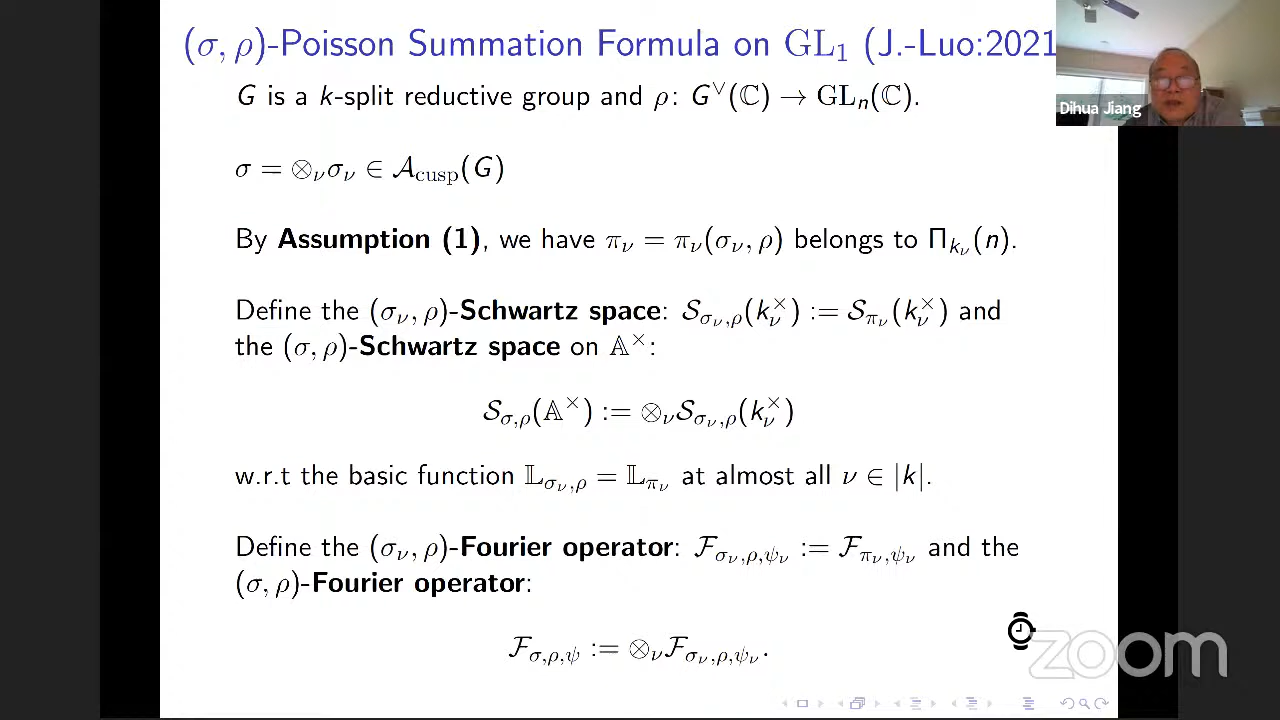 (σ, ρ)-Poisson Summation Formula on GL₁ (J.-Luo:2021
Dihua Jiang
G is a k-split reductive group and ρ: G^∨(ℂ) → GLₙ(ℂ).
σ = ⊗_ν σ_ν ∈ 𝒜_cusp(G)
By Assumption (1), we have π_ν = π_ν(σ_ν, ρ) belongs to Π_{k_ν}(n).
Define the (σ_ν, ρ)-Schwartz space: 𝒮_{σ_ν,ρ}(k_ν^×) := 𝒮_{π_ν}(k_ν^×) and
the (σ, ρ)-Schwartz space on 𝔸^×:
𝒮_{σ,ρ}(𝔸^×) := ⊗_ν 𝒮_{σ_ν,ρ}(k_ν^×)
w.r.t the basic function 𝕃_{σ_ν,ρ} = 𝕃_{π_ν} at almost all ν ∈ |k|.
Define the (σ_ν, ρ)-Fourier operator: ℱ_{σ_ν,ρ,ψ_ν} := ℱ_{π_ν,ψ_ν} and the
(σ, ρ)-Fourier operator:
ℱ_{σ,ρ,ψ} := ⊗_ν ℱ_{σ_ν,ρ,ψ_ν}.
zoom